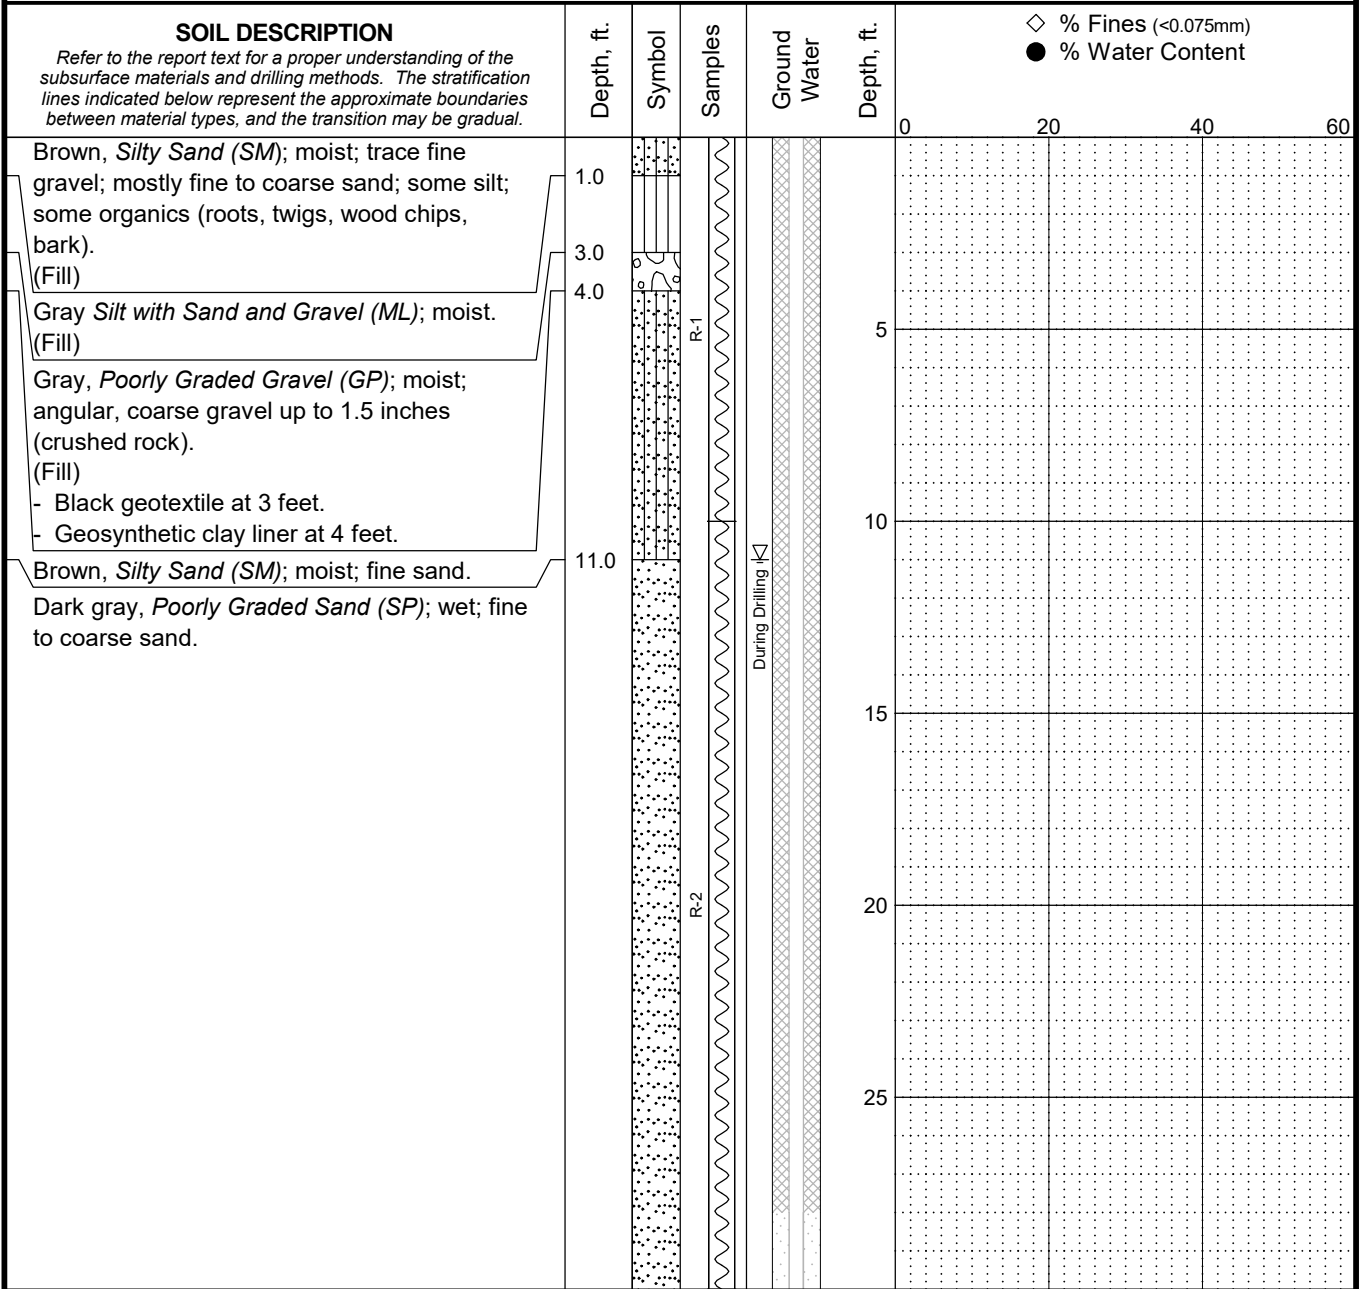 SOIL DESCRIPTION
Refer to the report text for a proper understanding of the
subsurface materials and drilling methods. The stratification
lines indicated below represent the approximate boundaries
between material types, and the transition may be gradual.
Depth, ft.
Symbol
Samples
Ground
Water
Depth, ft.
◇ % Fines (<0.075mm)
● % Water Content
0 20 40 60
Brown, Silty Sand (SM); moist; trace fine
gravel; mostly fine to coarse sand; some silt;
some organics (roots, twigs, wood chips,
bark).
(Fill)
Gray Silt with Sand and Gravel (ML); moist.
(Fill)
Gray, Poorly Graded Gravel (GP); moist;
angular, coarse gravel up to 1.5 inches
(crushed rock).
(Fill)
- Black geotextile at 3 feet.
- Geosynthetic clay liner at 4 feet.
Brown, Silty Sand (SM); moist; fine sand.
Dark gray, Poorly Graded Sand (SP); wet; fine
to coarse sand.
1.0
3.0
4.0
11.0
R-1
R-2
During Drilling
5
10
15
20
25